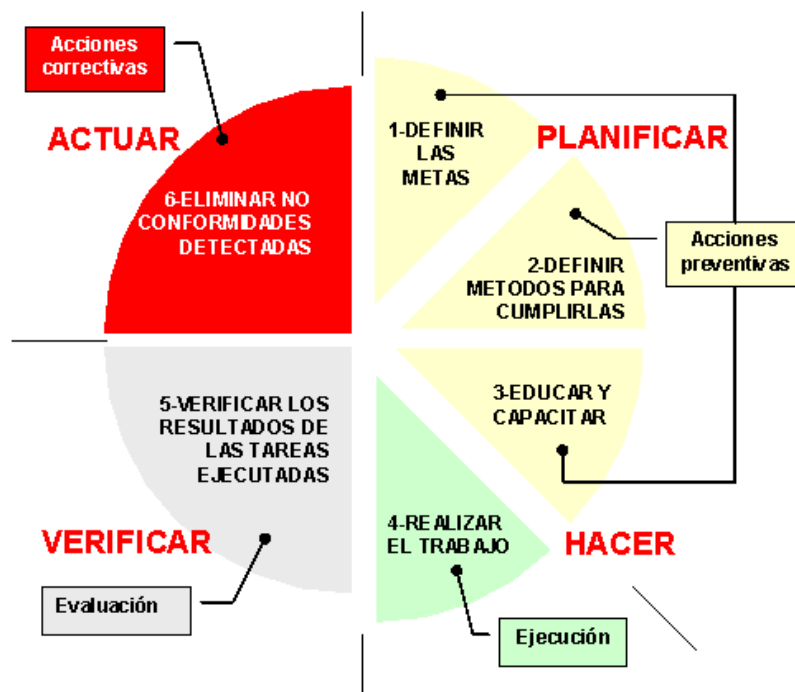 Acciones
correctivas
ACTUAR
6-ELIMINAR NO
CONFORMIDADES
DETECTADAS
1-DEFINIR
LAS
METAS
PLANIFICAR
2-DEFINIR
METODOS PARA
CUMPLIRLAS
Acciones
preventivas
3-EDUCAR Y
CAPACITAR
4-REALIZAR
EL TRABAJO
HACER
Ejecución
5-VERIFICAR LOS
RESULTADOS DE
LAS TAREAS
EJECUTADAS
VERIFICAR
Evaluación